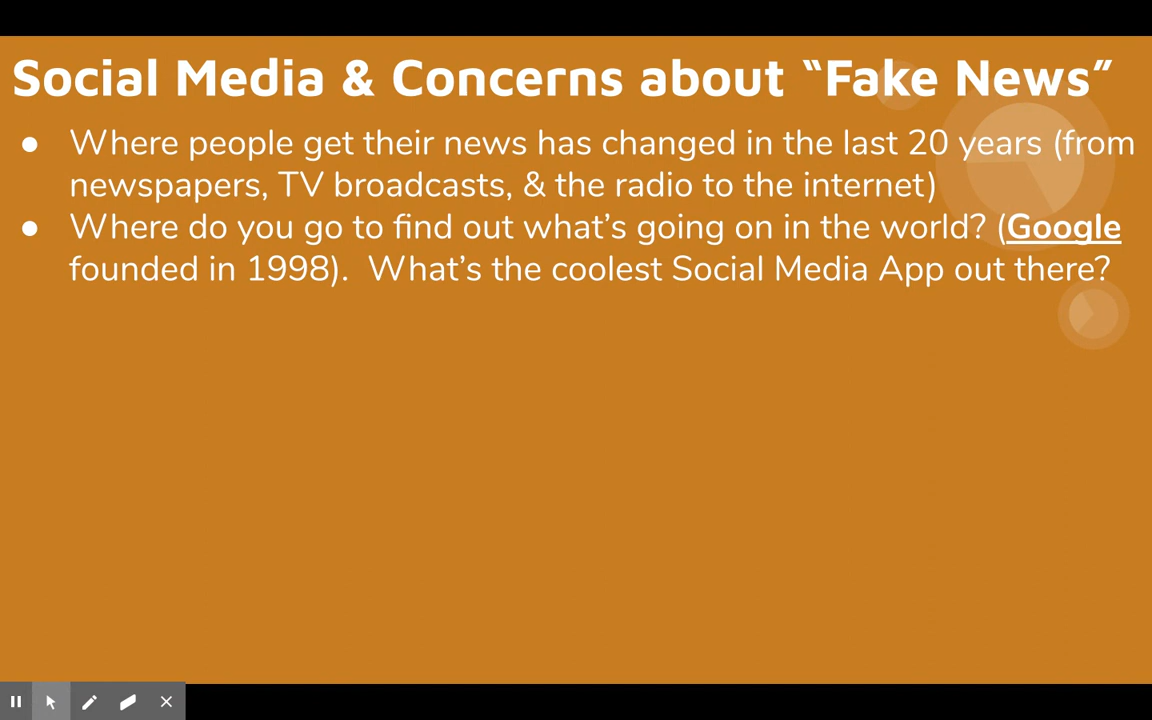 Social Media & Concerns about “Fake News”
● Where people get their news has changed in the last 20 years (from
newspapers, TV broadcasts, & the radio to the internet)
● Where do you go to find out what’s going on in the world? (Google
founded in 1998).  What’s the coolest Social Media App out there?